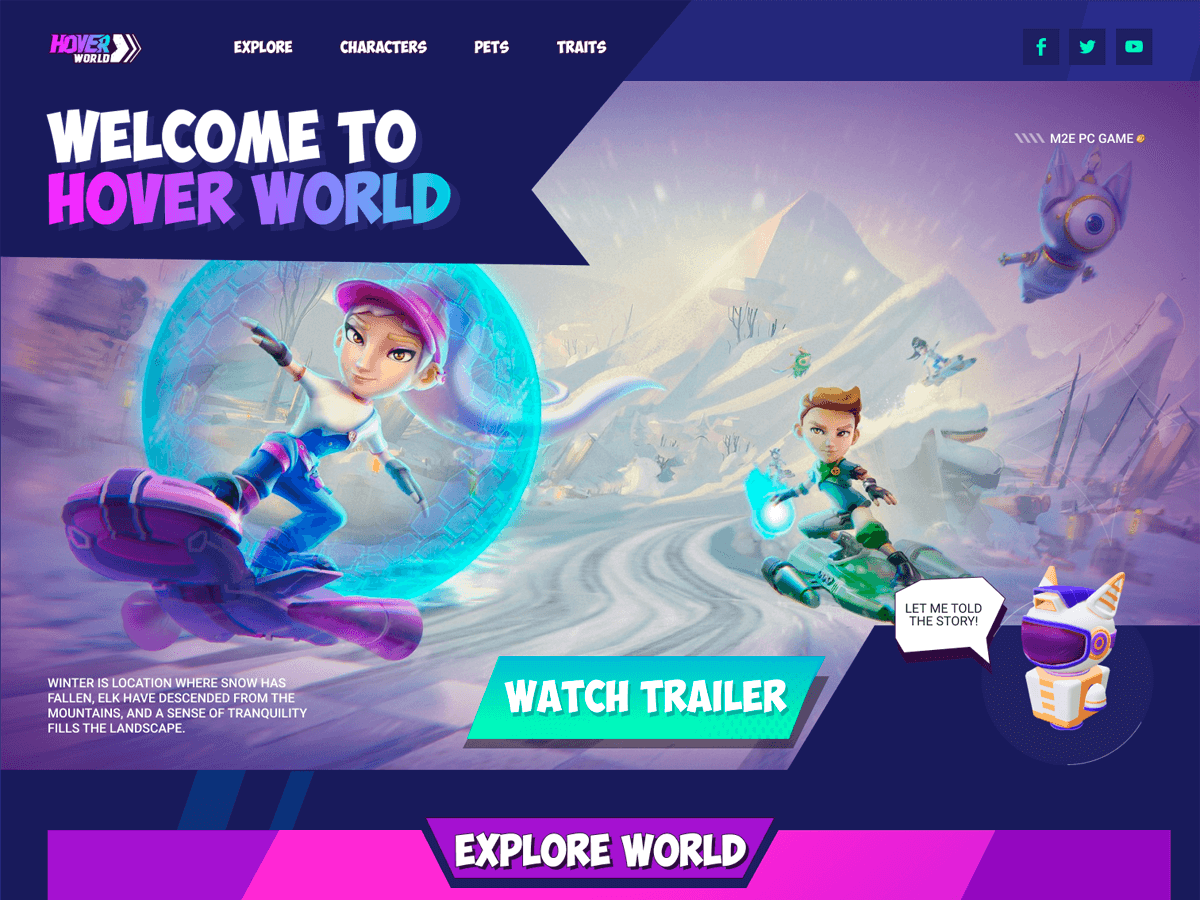 HOVER
WORLD
EXPLORE
CHARACTERS
PETS
TRAITS
WELCOME TO
HOVER WORLD
M2E PC GAME
LET ME TOLD
THE STORY!
WINTER IS LOCATION WHERE SNOW HAS
FALLEN, ELK HAVE DESCENDED FROM THE
MOUNTAINS, AND A SENSE OF TRANQUILITY
FILLS THE LANDSCAPE.
WATCH TRAILER
EXPLORE WORLD